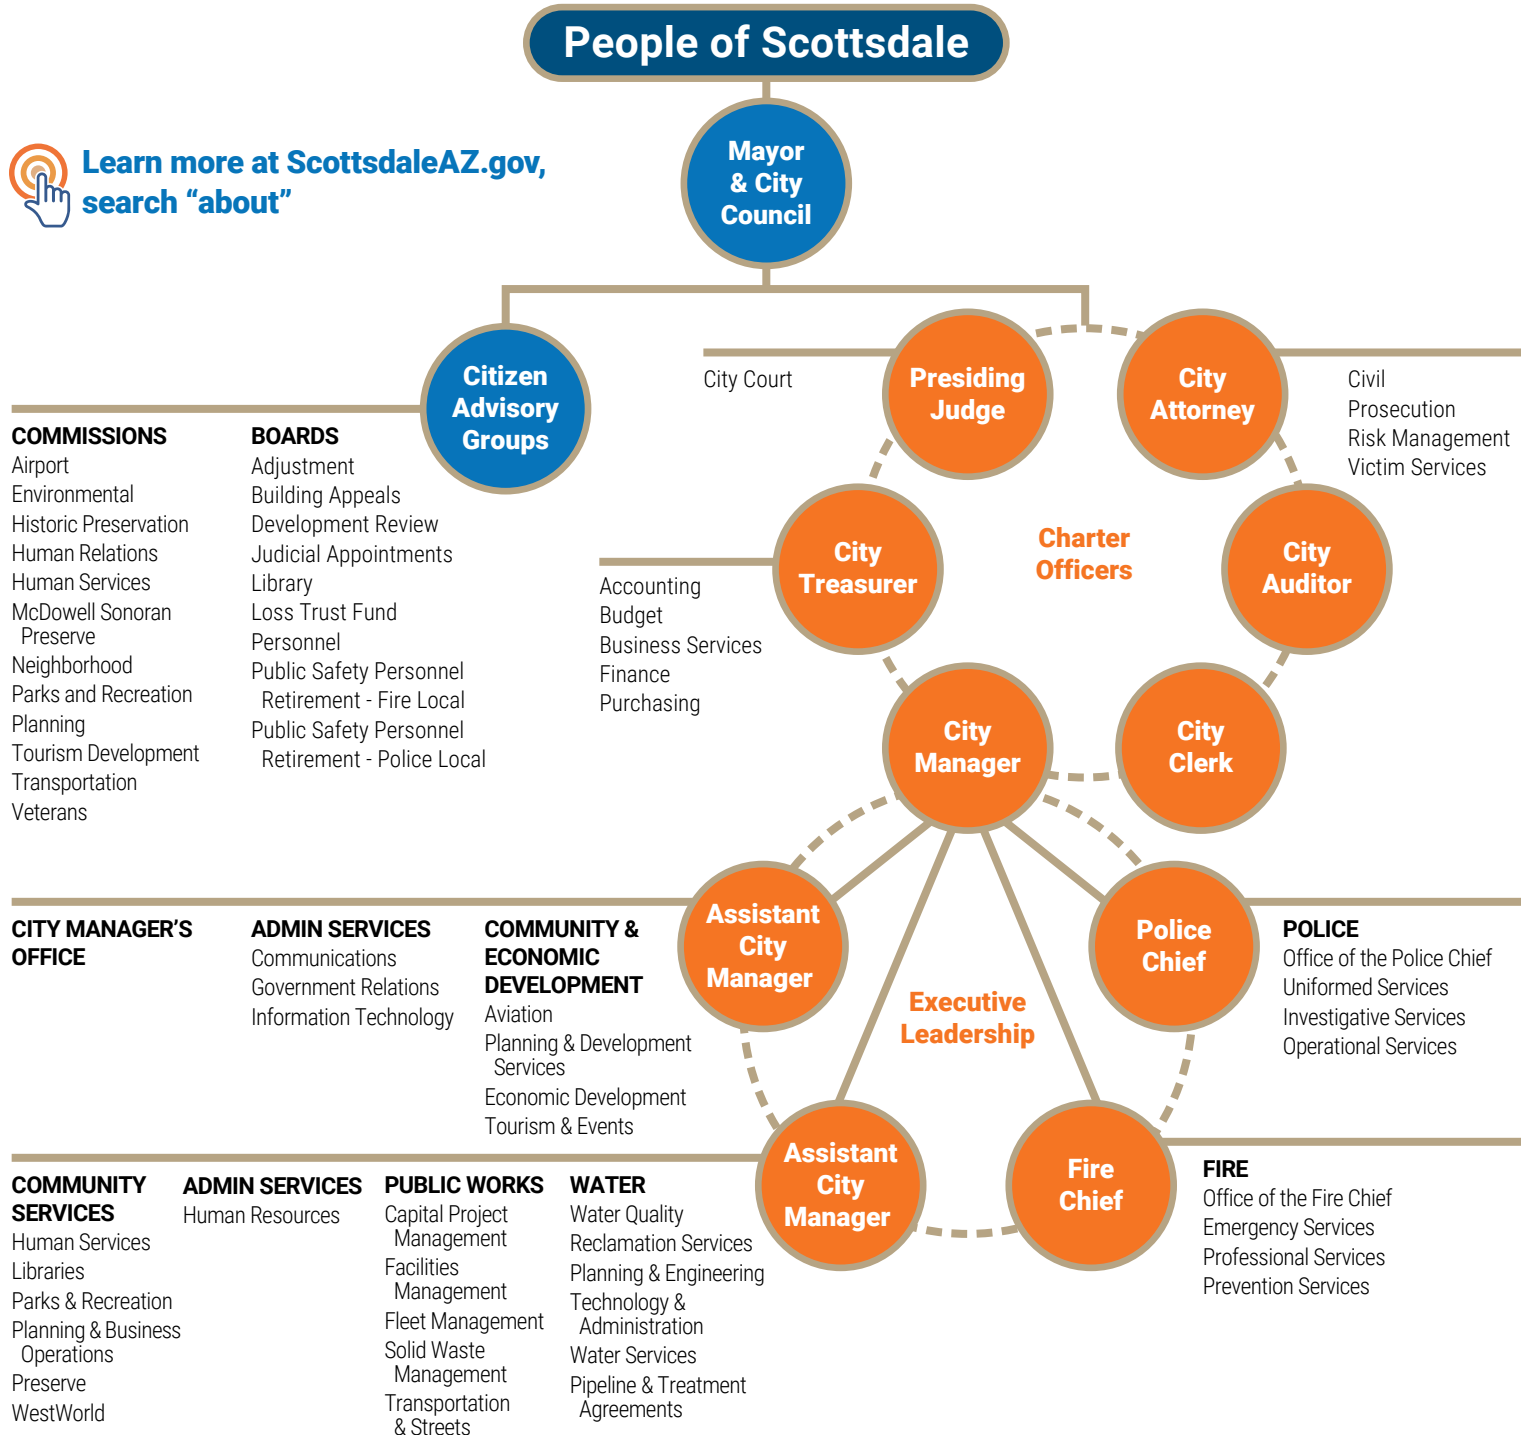 People of Scottsdale
Learn more at ScottsdaleAZ.gov,
search “about”
Mayor
& City
Council
Citizen
Advisory
Groups
COMMISSIONS
Airport
Environmental
Historic Preservation
Human Relations
Human Services
McDowell Sonoran
Preserve
Neighborhood
Parks and Recreation
Planning
Tourism Development
Transportation
Veterans
BOARDS
Adjustment
Building Appeals
Development Review
Judicial Appointments
Library
Loss Trust Fund
Personnel
Public Safety Personnel
Retirement - Fire Local
Public Safety Personnel
Retirement - Police Local
City Court
Presiding
Judge
City
Attorney
Civil
Prosecution
Risk Management
Victim Services
Accounting
Budget
Business Services
Finance
Purchasing
City
Treasurer
Charter
Officers
City
Auditor
City
Manager
City
Clerk
CITY MANAGER’S
OFFICE
ADMIN SERVICES
Communications
Government Relations
Information Technology
COMMUNITY &
ECONOMIC
DEVELOPMENT
Aviation
Planning & Development
Services
Economic Development
Tourism & Events
Assistant
City
Manager
Executive
Leadership
Police
Chief
POLICE
Office of the Police Chief
Uniformed Services
Investigative Services
Operational Services
COMMUNITY
SERVICES
Human Services
Libraries
Parks & Recreation
Planning & Business
Operations
Preserve
WestWorld
ADMIN SERVICES
Human Resources
PUBLIC WORKS
Capital Project
Management
Facilities
Management
Fleet Management
Solid Waste
Management
Transportation
& Streets
WATER
Water Quality
Reclamation Services
Planning & Engineering
Technology &
Administration
Water Services
Pipeline & Treatment
Agreements
Assistant
City
Manager
Fire
Chief
FIRE
Office of the Fire Chief
Emergency Services
Professional Services
Prevention Services